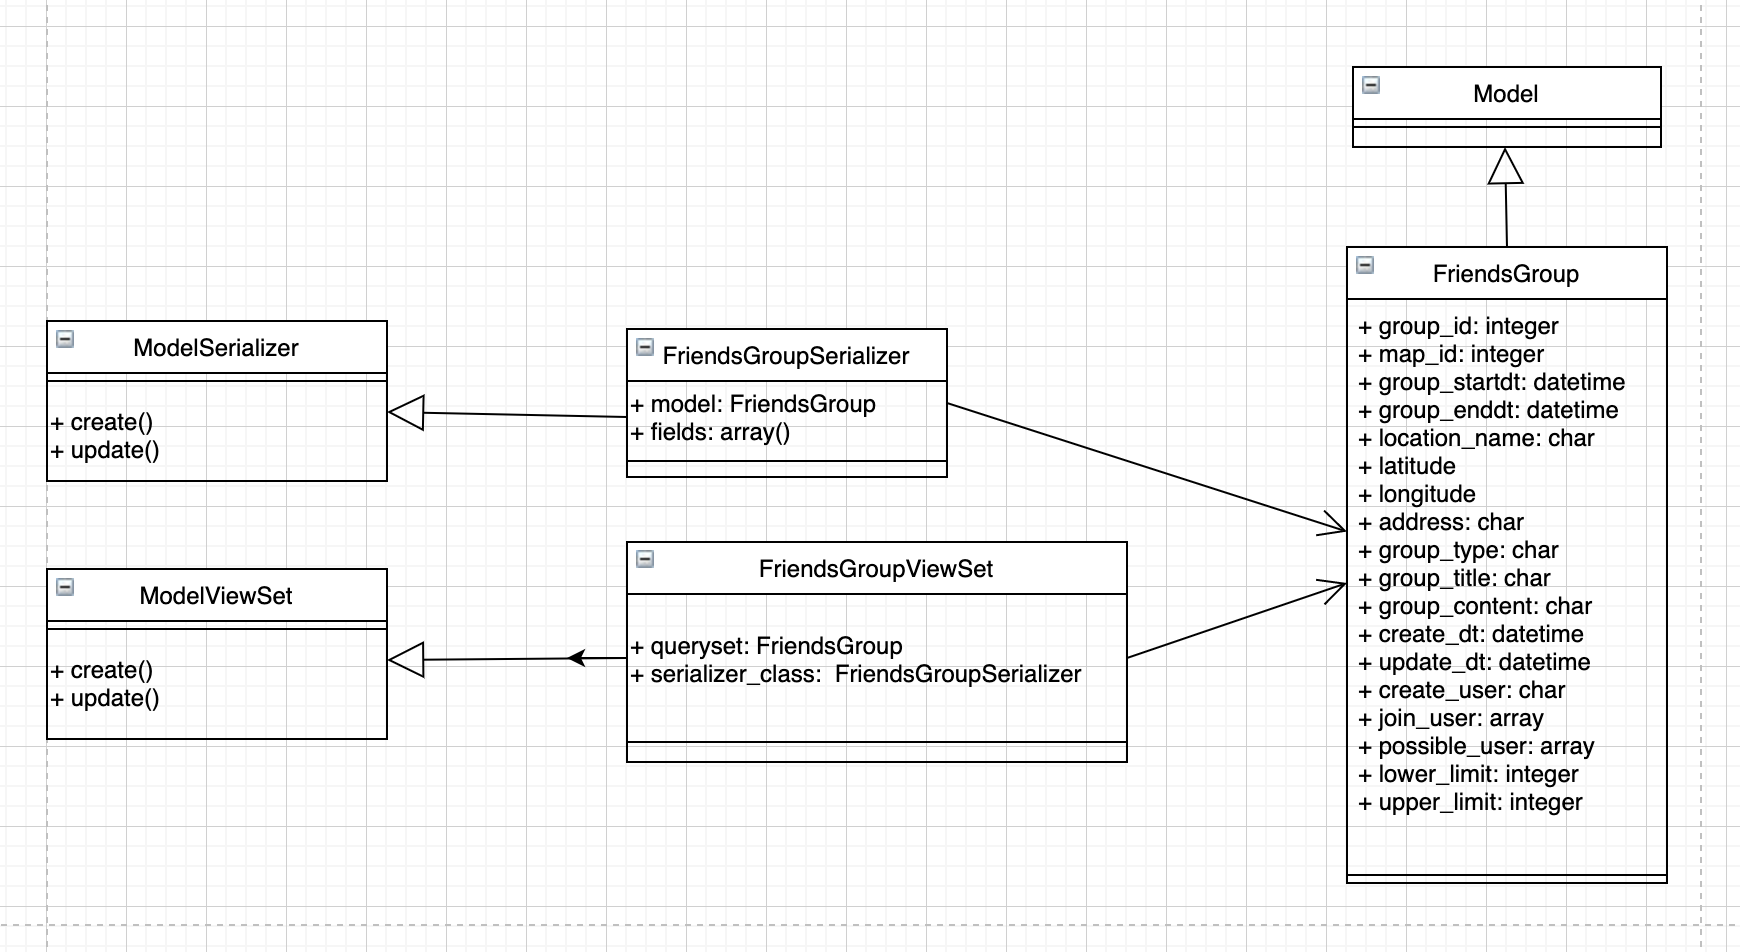 Model
FriendsGroup
+ group_id: integer
+ map_id: integer
+ group_startdt: datetime
+ group_enddt: datetime
+ location_name: char
+ latitude
+ longitude
+ address: char
+ group_type: char
+ group_title: char
+ group_content: char
+ create_dt: datetime
+ update_dt: datetime
+ create_user: char
+ join_user: array
+ possible_user: array
+ lower_limit: integer
+ upper_limit: integer
ModelSerializer
+ create()
+ update()
FriendsGroupSerializer
+ model: FriendsGroup
+ fields: array()
ModelViewSet
+ create()
+ update()
FriendsGroupViewSet
+ queryset: FriendsGroup
+ serializer_class:  FriendsGroupSerializer